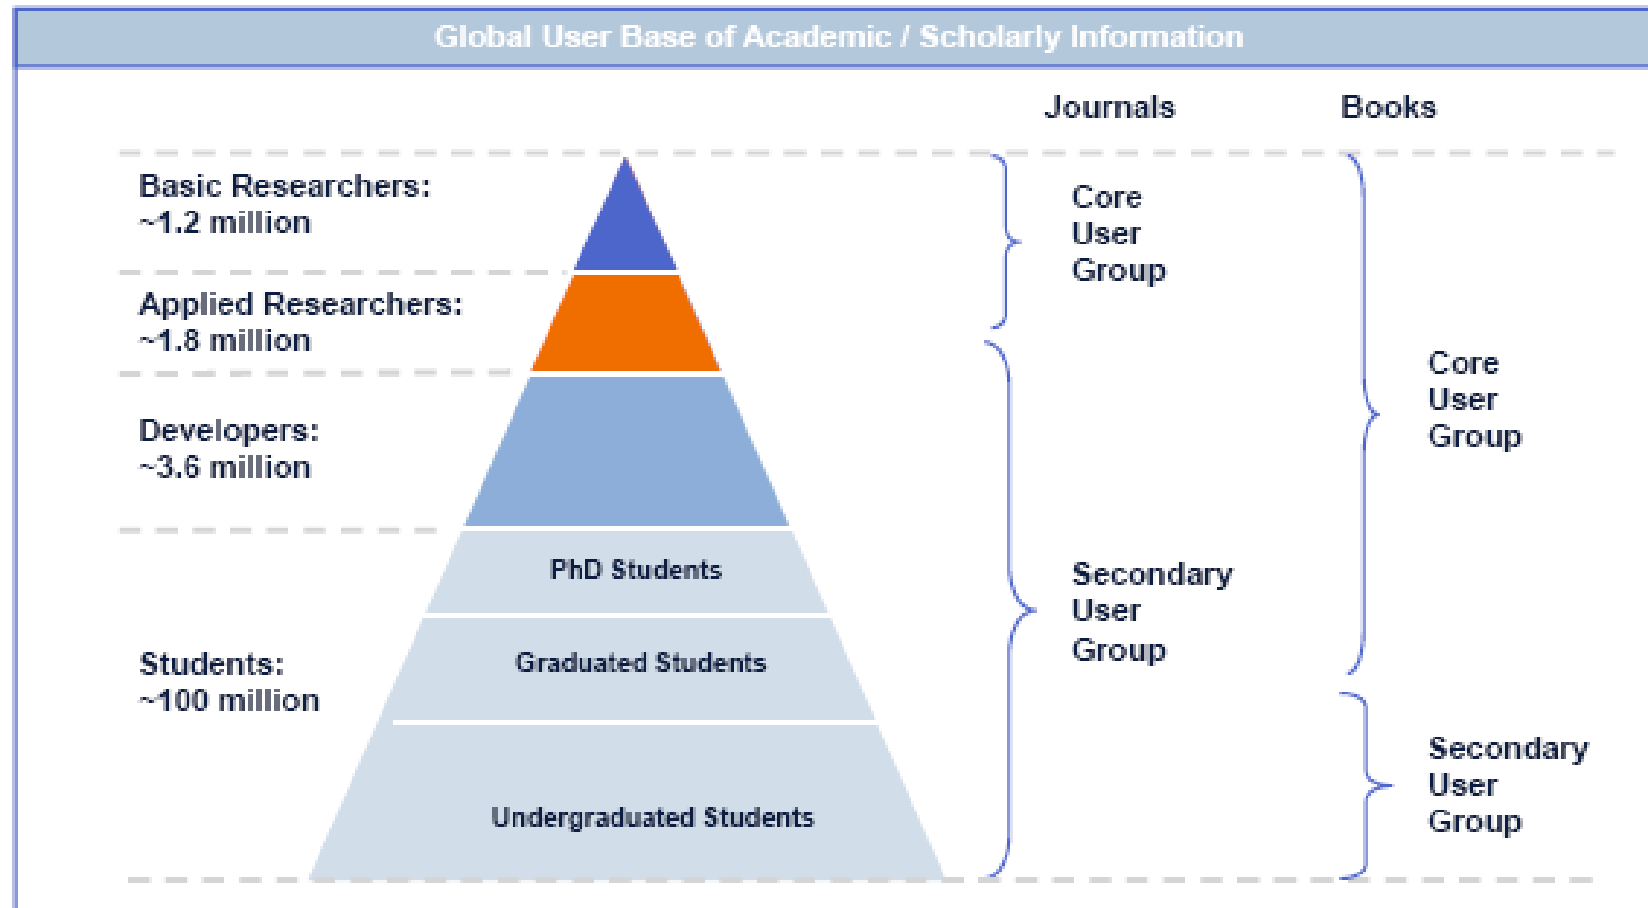 Global User Base of Academic / Scholarly Information
Journals
Books
Basic Researchers:
~1.2 million
Applied Researchers:
~1.8 million
Developers:
~3.6 million
Students:
~100 million
PhD Students
Graduated Students
Undergraduated Students
Core
User
Group
Secondary
User
Group
Core
User
Group
Secondary
User
Group